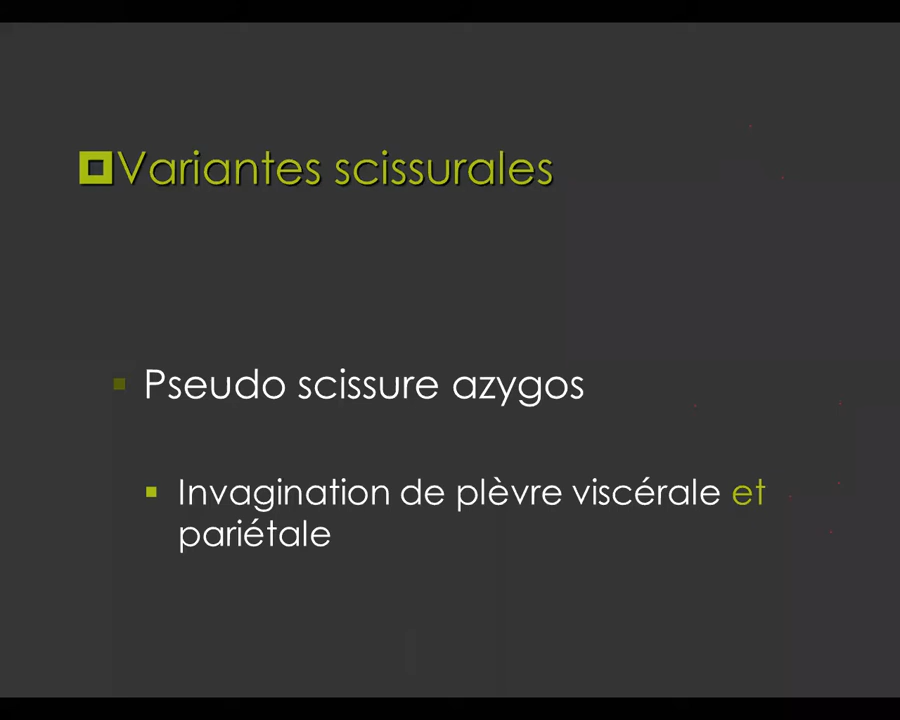 Variantes scissurales
Pseudo scissure azygos
Invagination de plèvre viscérale et
pariétale